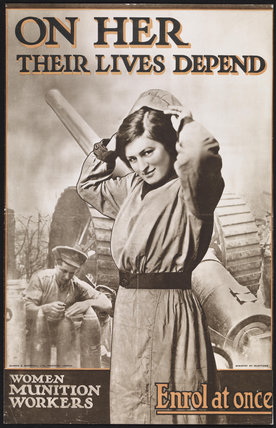 ON HER
THEIR LIVES DEPEND
WOMEN
MUNITION
WORKERS
Enrol at once